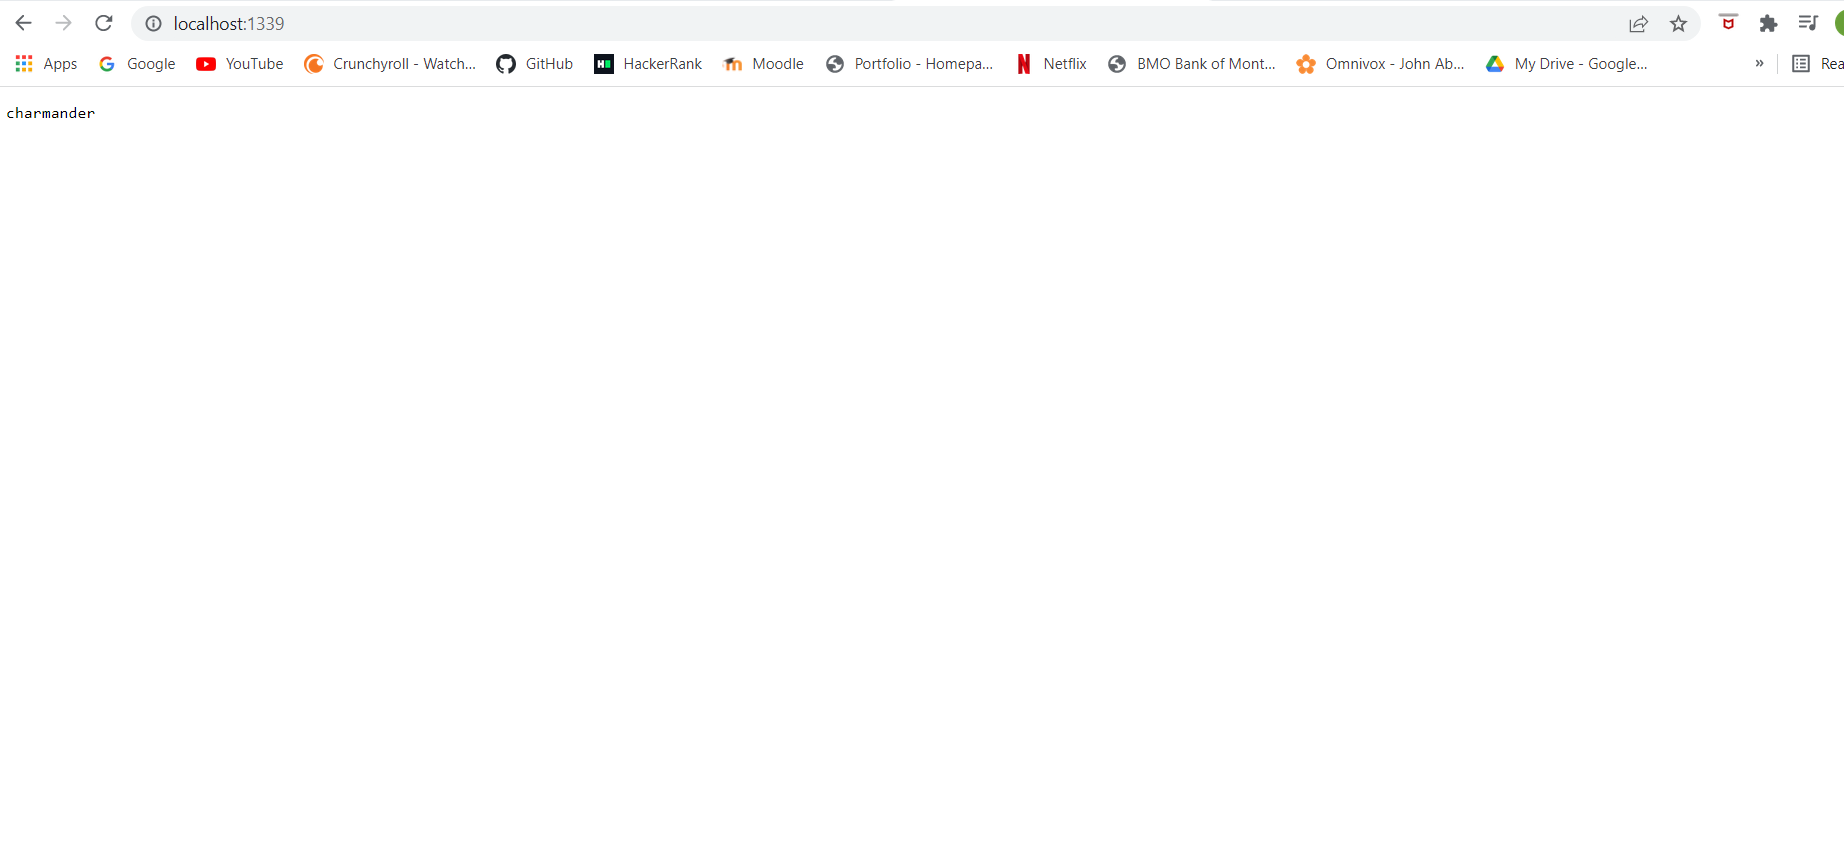 localhost:1339
Apps Google YouTube Crunchyroll - Watch... GitHub HackerRank Moodle Portfolio - Homepa... Netflix BMO Bank of Mont... Omnivox - John Ab... My Drive - Google... » Rea
charmander